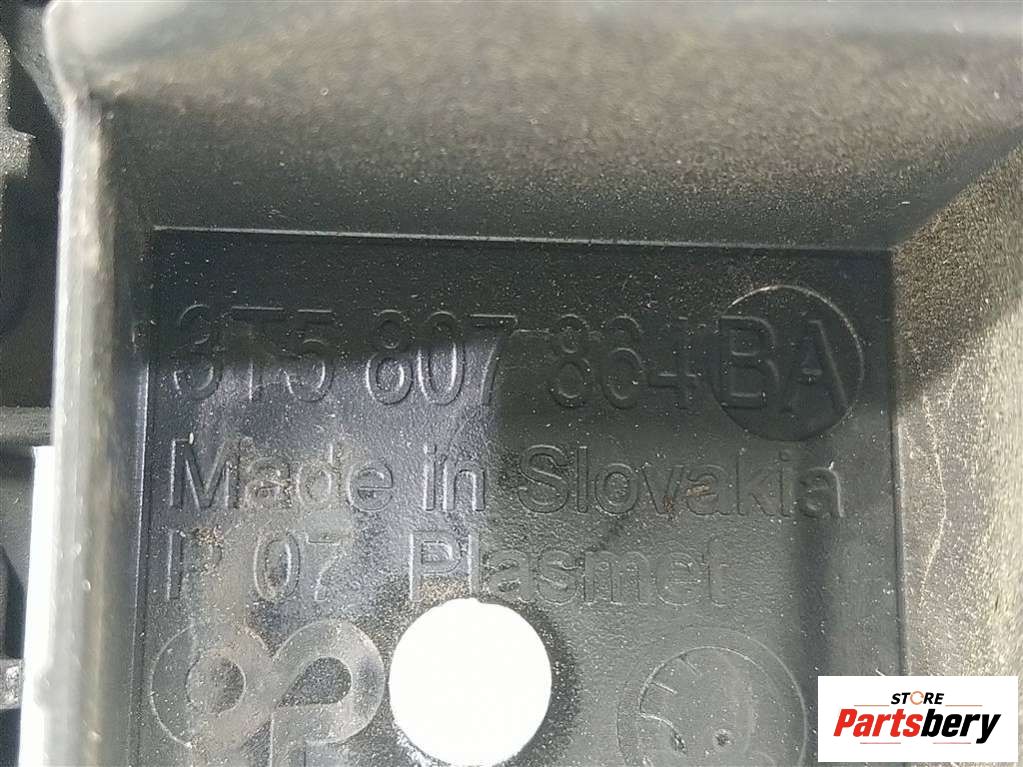 3T5 807 864 BA
Made in Slovakia
P 07 Plasmet
STORE
Partsbery